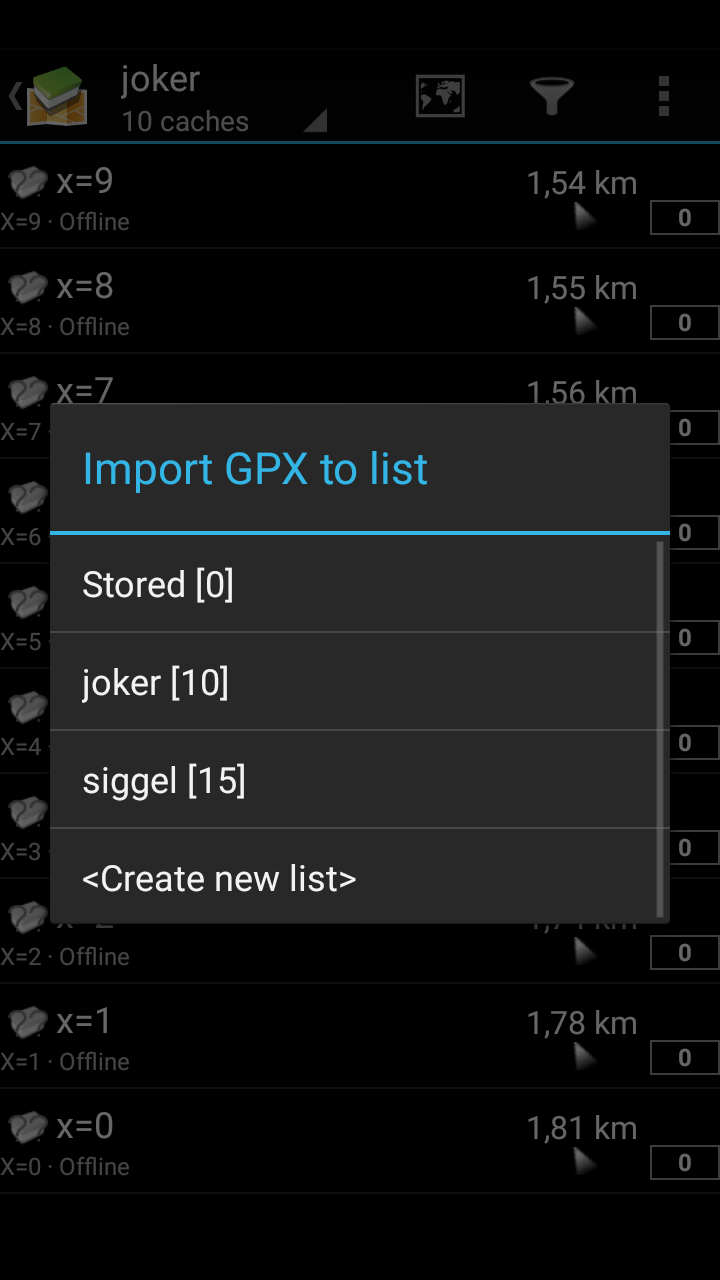 joker
10 caches
x=9 1,54 km
X=9 · Offline 0
x=8 1,55 km
X=8 · Offline 0
x=7 1,56 km
X=7 · 0
Import GPX to list
X=6 0
Stored [0]
X=5 · 0
joker [10]
X=4 · 0
siggel [15]
X=3 · 0
<Create new list>
X=2 · Offline 0
x=1 1,78 km
X=1 · Offline 0
x=0 1,81 km
X=0 · Offline 0